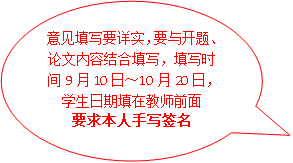 意见填写要详实，要与开题、
论文内容结合填写，填写时
间 9 月 10 日～10 月 20 日，
学生日期填在教师前面
要求本人手写签名